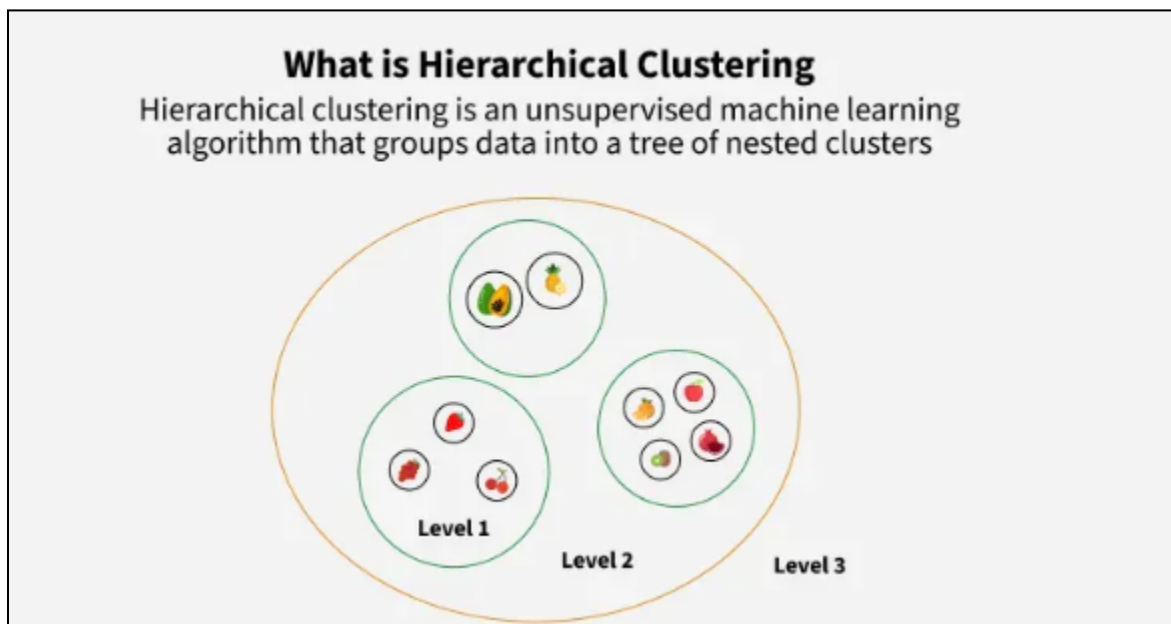 What is Hierarchical Clustering
Hierarchical clustering is an unsupervised machine learning
algorithm that groups data into a tree of nested clusters
Level 1
Level 2
Level 3